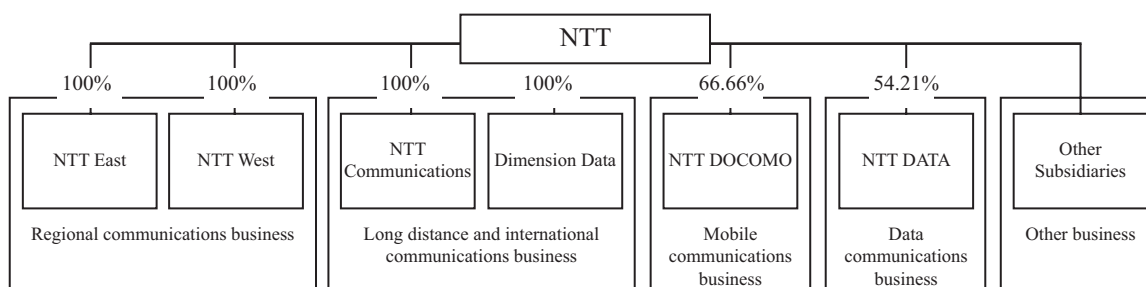 NTT
100%
100%
100%
100%
66.66%
54.21%
NTT East
NTT West
NTT
Communications
Dimension Data
NTT DOCOMO
NTT DATA
Other
Subsidiaries
Regional communications business
Long distance and international
communications business
Mobile
communications
business
Data
communications
business
Other business